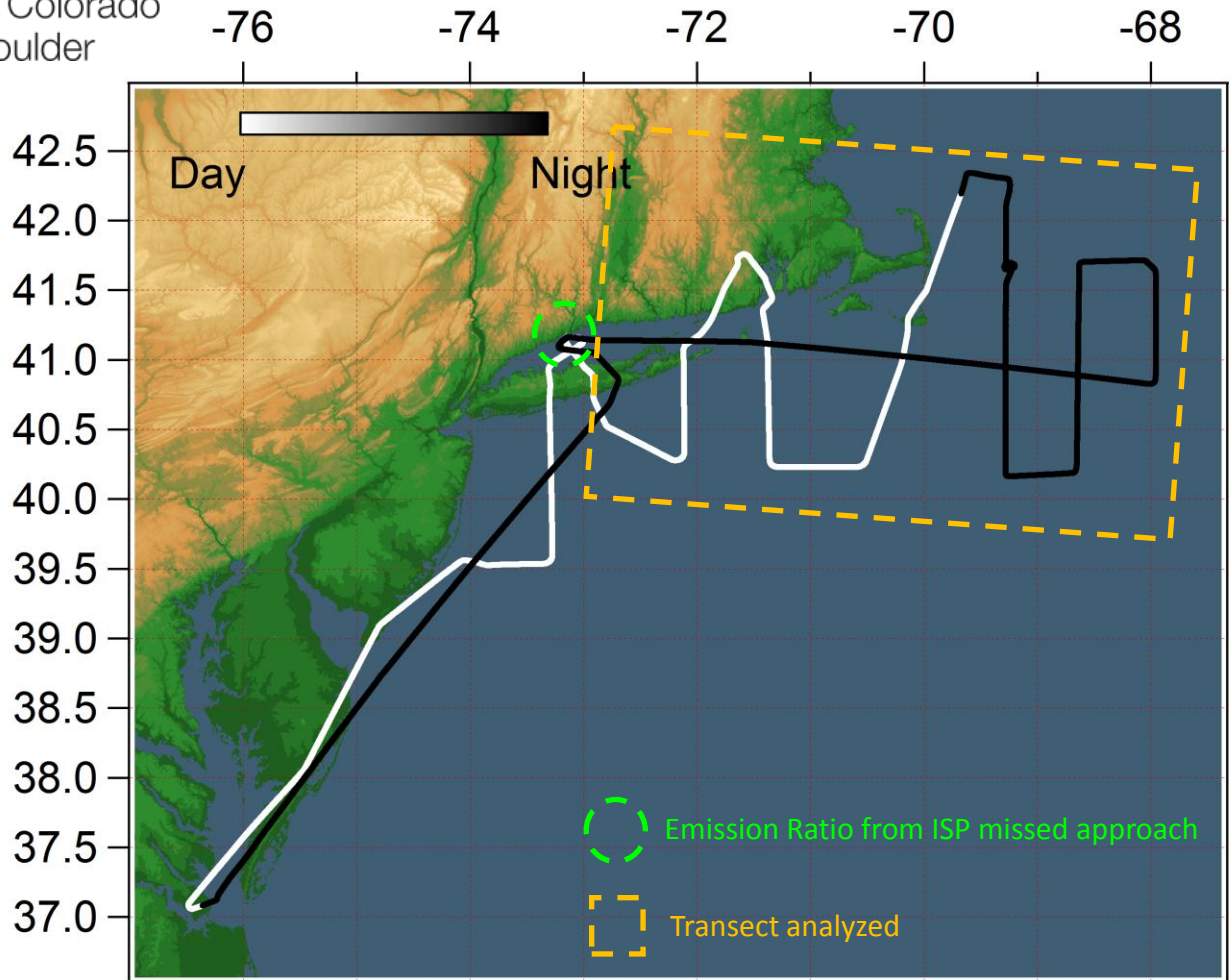 Colorado
oulder
-76 -74 -72 -70 -68
42.5
Day Night
42.0
41.5
41.0
40.5
40.0
39.5
39.0
38.5
38.0
37.5
Emission Ratio from ISP missed approach
37.0
Transect analyzed